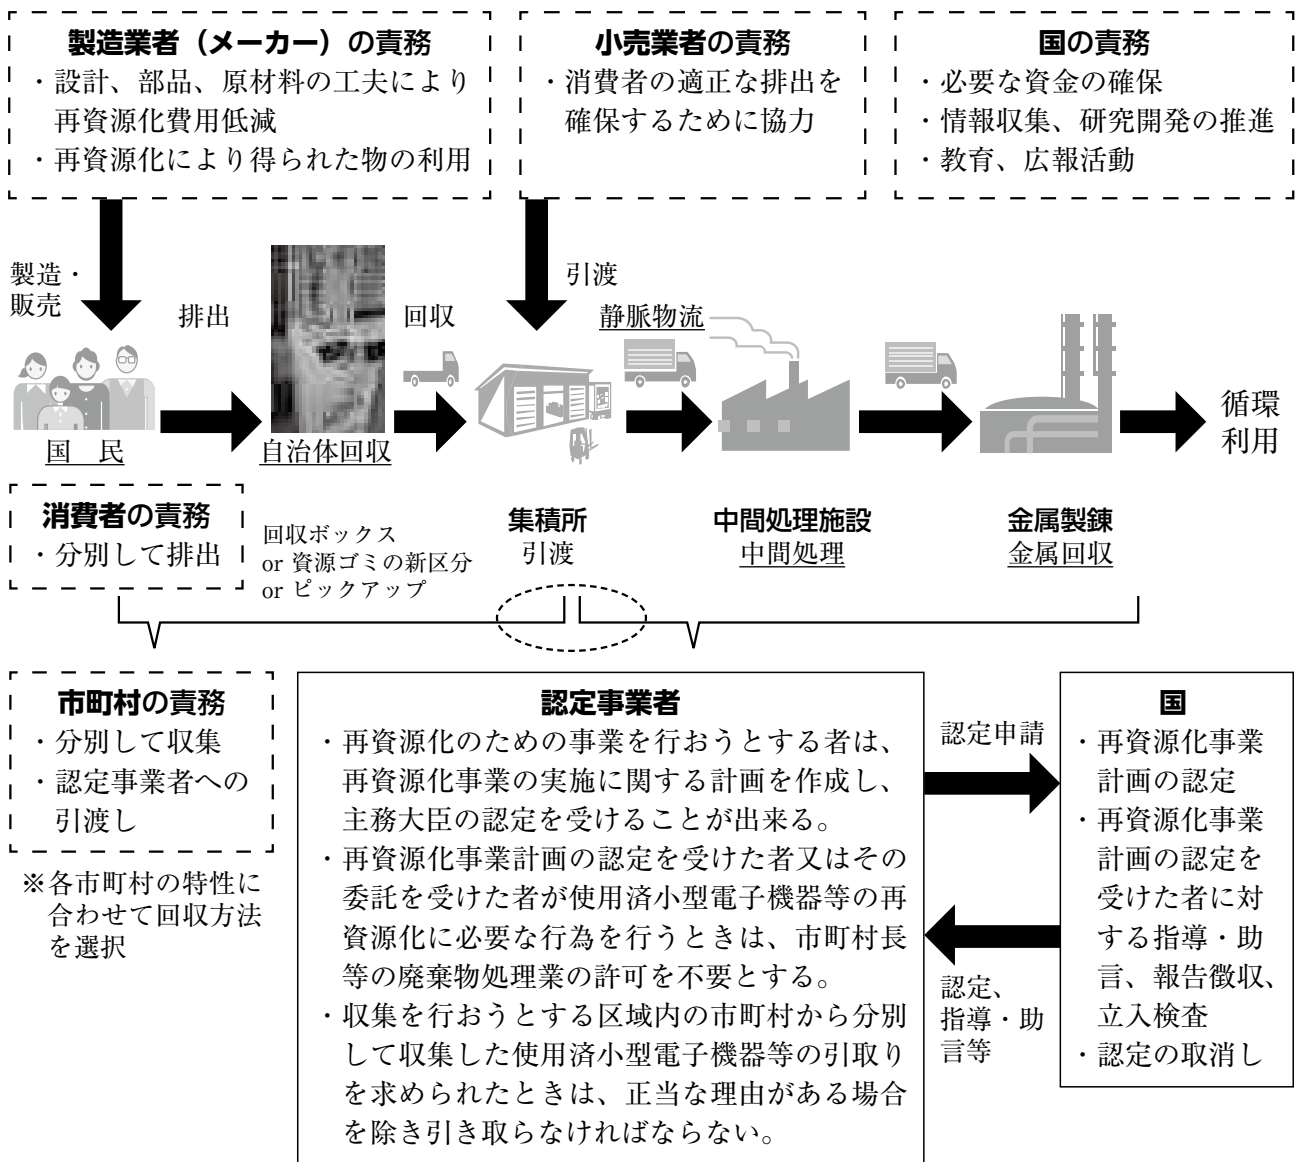 製造業者（メーカー）の責務
・設計、部品、原材料の工夫により
再資源化費用低減
・再資源化により得られた物の利用
小売業者の責務
・消費者の適正な排出を
確保するために協力
国の責務
・必要な資金の確保
・情報収集、研究開発の推進
・教育、広報活動
製造・
販売
排出
回収
引渡
静脈物流
国　民
自治体回収
循環
利用
消費者の責務
・分別して排出
回収ボックス
or 資源ゴミの新区分
or ピックアップ
集積所
引渡
中間処理施設
中間処理
金属製錬
金属回収
市町村の責務
・分別して収集
・認定事業者への
引渡し
※各市町村の特性に
合わせて回収方法
を選択
認定事業者
・再資源化のための事業を行おうとする者は、
再資源化事業の実施に関する計画を作成し、
主務大臣の認定を受けることが出来る。
・再資源化事業計画の認定を受けた者又はその
委託を受けた者が使用済小型電子機器等の再
資源化に必要な行為を行うときは、市町村長
等の廃棄物処理業の許可を不要とする。
・収集を行おうとする区域内の市町村から分別
して収集した使用済小型電子機器等の引取り
を求められたときは、正当な理由がある場合
を除き引き取らなければならない。
認定申請
認定、
指導・助
言等
国
・再資源化事業
計画の認定
・再資源化事業
計画の認定を
受けた者に対
する指導・助
言、報告徴収、
立入検査
・認定の取消し